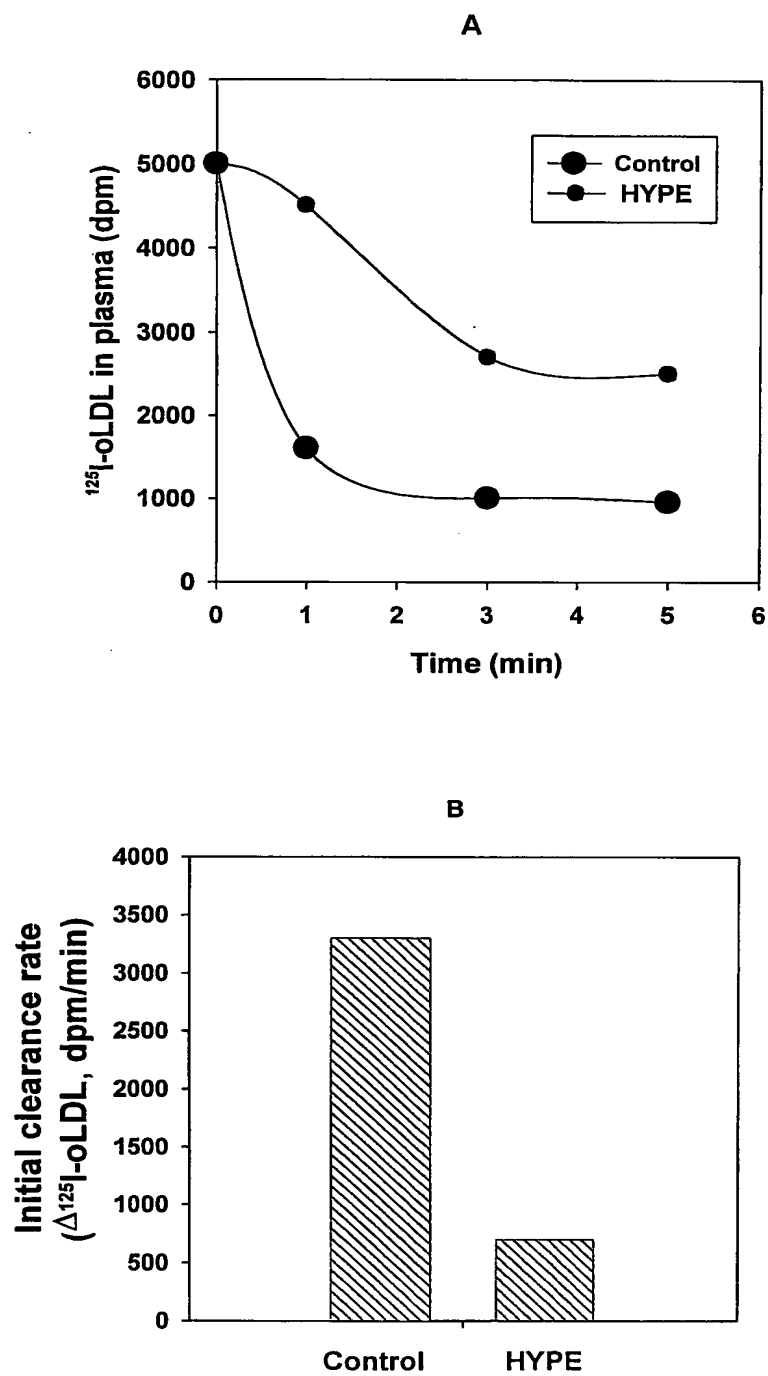 A
6000
5000
4000
3000
2000
1000
0
¹²⁵I-oLDL in plasma (dpm)
Control
HYPE
0 1 2 3 4 5 6
Time (min)
B
4000
3500
3000
2500
2000
1500
1000
500
0
Initial clearance rate
(Δ¹²⁵I-oLDL, dpm/min)
Control HYPE